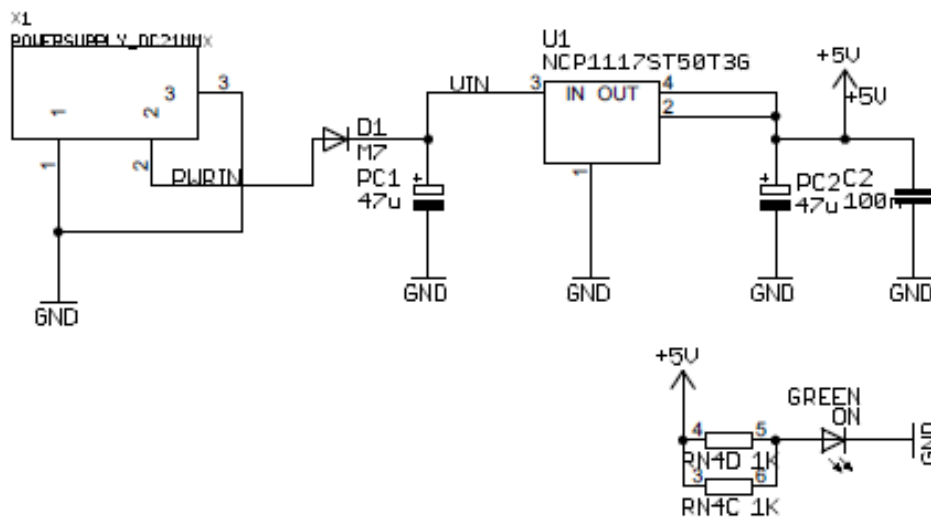 X1
POWERSUPPLY_DC21MMX
3
3
1
2
1
2
PWRIN
GND
D1
M7
PC1
47u
GND
VIN
U1
NCP1117ST50T3G
3
IN OUT
4
2
1
GND
+5V
+5V
PC2
47u
GND
C2
100n
GND
+5V
4
5
RN4D 1K
3
6
RN4C 1K
GREEN
ON
GND